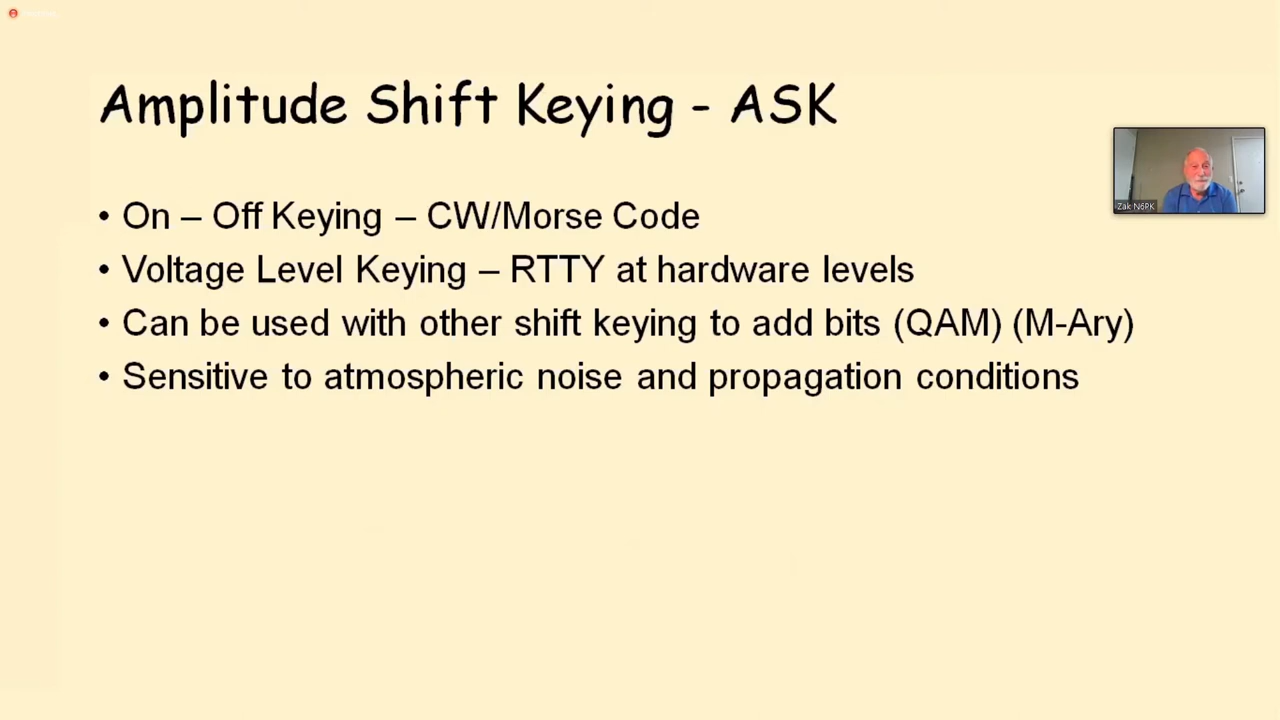 Amplitude Shift Keying - ASK
• On – Off Keying – CW/Morse Code
• Voltage Level Keying – RTTY at hardware levels
• Can be used with other shift keying to add bits (QAM) (M-Ary)
• Sensitive to atmospheric noise and propagation conditions
Zak N6PK